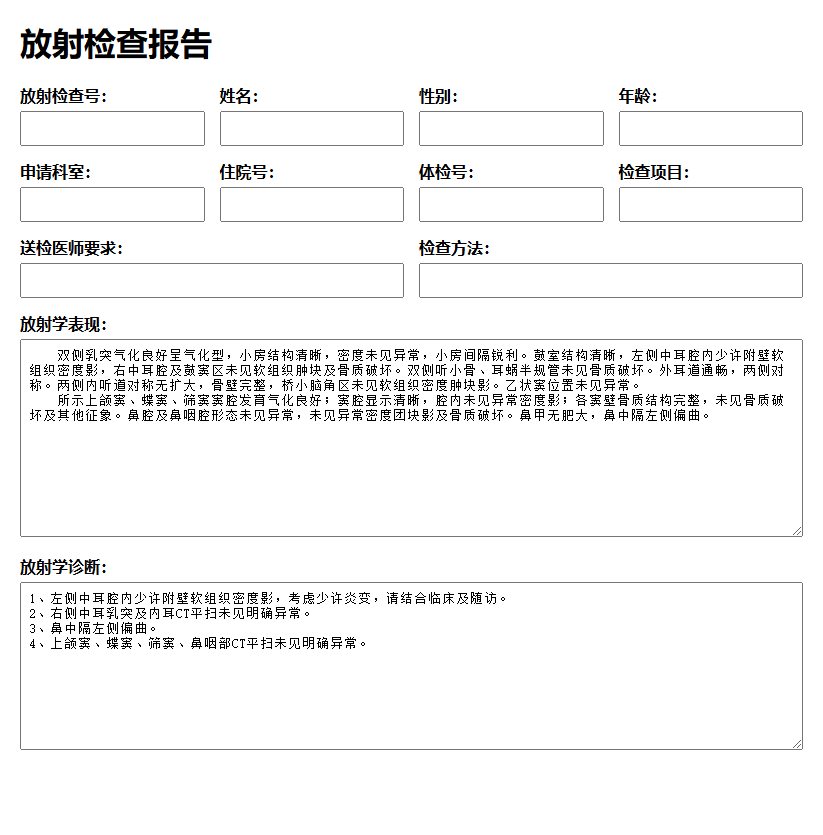 放射检查报告
放射检查号: 姓名: 性别: 年龄:
申请科室: 住院号: 体检号: 检查项目:
送检医师要求: 检查方法:
放射学表现:
双侧乳突气化良好呈气化型，小房结构清晰，密度未见异常，小房间隔锐利。鼓室结构清晰，左侧中耳腔内少许附壁软
组织密度影，右中耳腔及鼓窦区未见软组织肿块及骨质破坏。双侧听小骨、耳蜗半规管未见骨质破坏。外耳道通畅，两侧对
称。两侧内听道对称无扩大，骨壁完整，桥小脑角区未见软组织密度肿块影。乙状窦位置未见异常。
所示上颌窦、蝶窦、筛窦窦腔发育气化良好；窦腔显示清晰，腔内未见异常密度影；各窦壁骨质结构完整，未见骨质破
坏及其他征象。鼻腔及鼻咽腔形态未见异常，未见异常密度团块影及骨质破坏。鼻甲无肥大，鼻中隔左侧偏曲。
放射学诊断:
1、左侧中耳腔内少许附壁软组织密度影，考虑少许炎变，请结合临床及随访。
2、右侧中耳乳突及内耳CT平扫未见明确异常。
3、鼻中隔左侧偏曲。
4、上颌窦、蝶窦、筛窦、鼻咽部CT平扫未见明确异常。